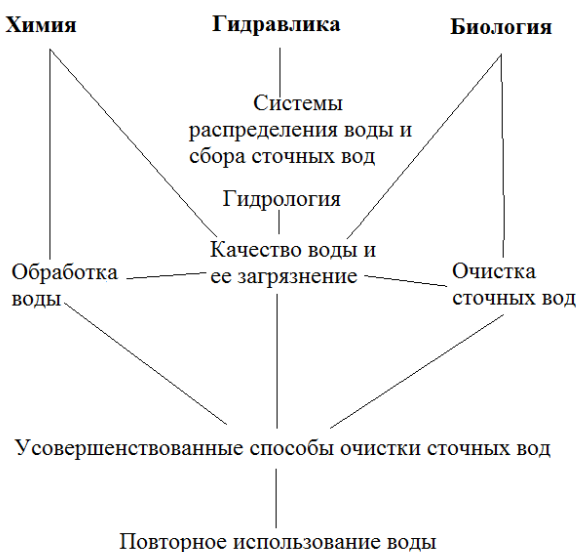 Химия
Гидравлика
Биология
Системы
распределения воды и
сбора сточных вод
Гидрология
Качество воды и
ее загрязнение
Обработка
воды
Очистка
сточных вод
Усовершенствованные способы очистки сточных вод
Повторное использование воды